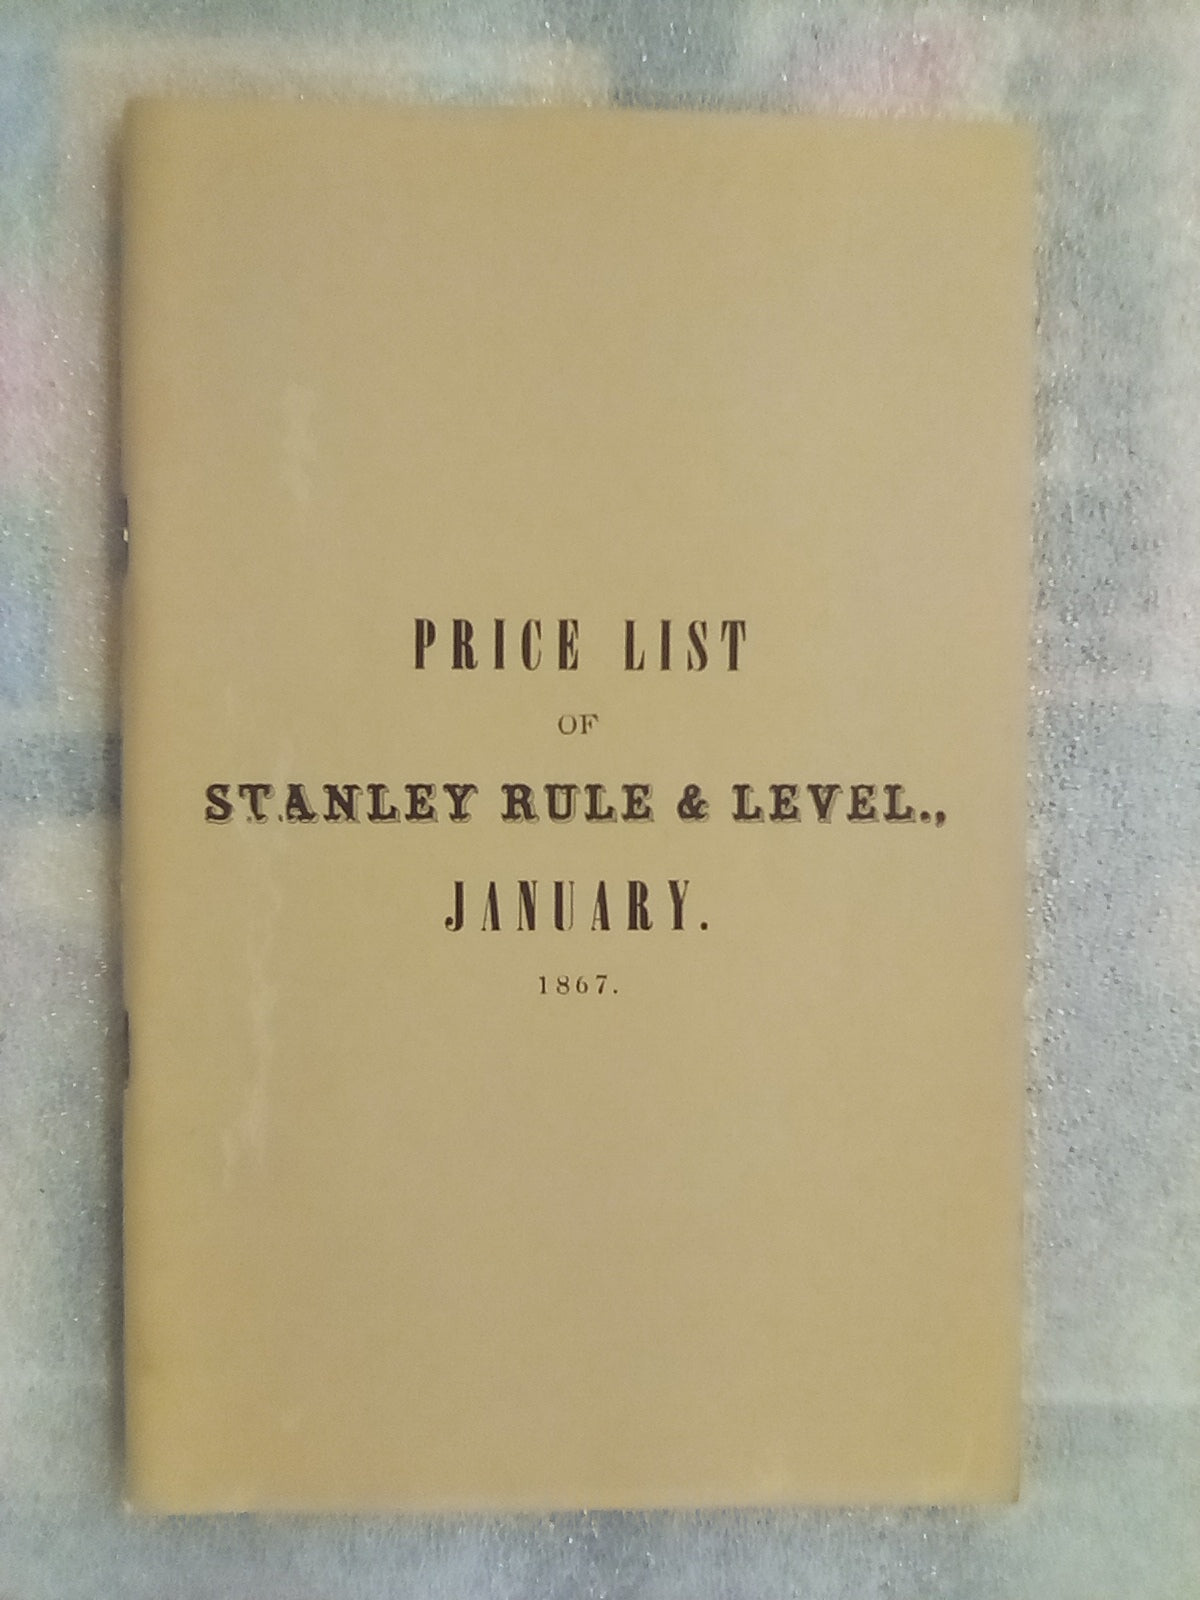 PRICE LIST
OF
STANLEY RULE & LEVEL.,
JANUARY.
1867.